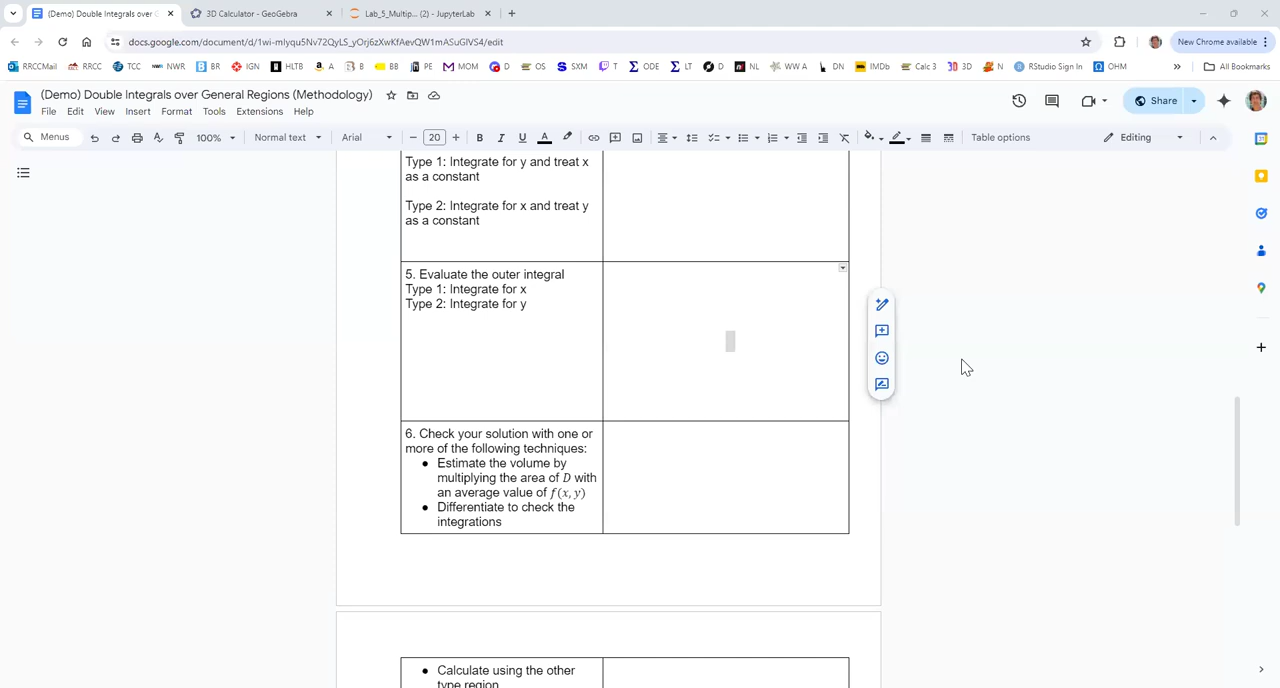 (Demo) Double Integrals over G
3D Calculator - GeoGebra
Lab_5_Multip... (2) - JupyterLab
docs.google.com/document/d/1wi-mIyqu5Nv72QyLS_yOrj6zXwKfAevQW1mASuGIVS4/edit
New Chrome available
RRCCMail RRCC TCC NWR BR IGN HLTB A B BB PE MOM D OS SXM T ODE LT D NL WW A DN IMDb Calc 3 3D N RStudio Sign In OHM » All Bookmarks
(Demo) Double Integrals over General Regions (Methodology)
File Edit View Insert Format Tools Extensions Help
Share
Menus 100% Normal text Arial 20 B I U A Table options Editing
Type 1: Integrate for y and treat x
as a constant
Type 2: Integrate for x and treat y
as a constant
5. Evaluate the outer integral
Type 1: Integrate for x
Type 2: Integrate for y
6. Check your solution with one or
more of the following techniques:
● Estimate the volume by
multiplying the area of D with
an average value of f(x, y)
● Differentiate to check the
integrations
● Calculate using the other
type region